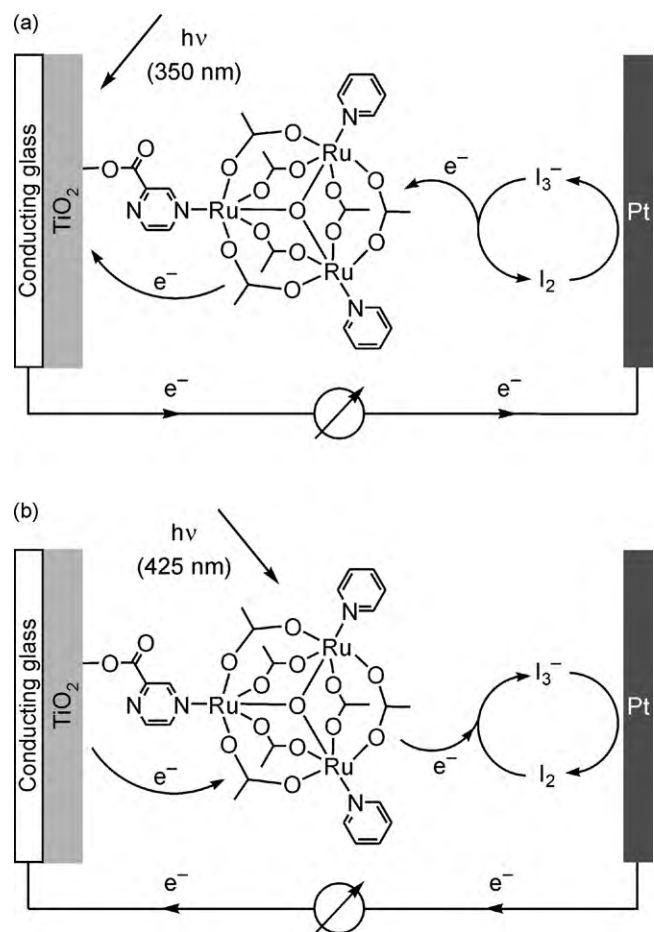 (a)
hν
(350 nm)
Conducting glass
TiO₂
O
O
N
N
Ru
O
O
O
O
O
O
O
O
O
O
O
O
O
Ru
Ru
N
N
e⁻
e⁻
I₃⁻
I₂
Pt
e⁻
e⁻
(b)
hν
(425 nm)
Conducting glass
TiO₂
O
O
N
N
Ru
O
O
O
O
O
O
O
O
O
O
O
O
O
Ru
Ru
N
N
e⁻
e⁻
I₃⁻
I₂
Pt
e⁻
e⁻